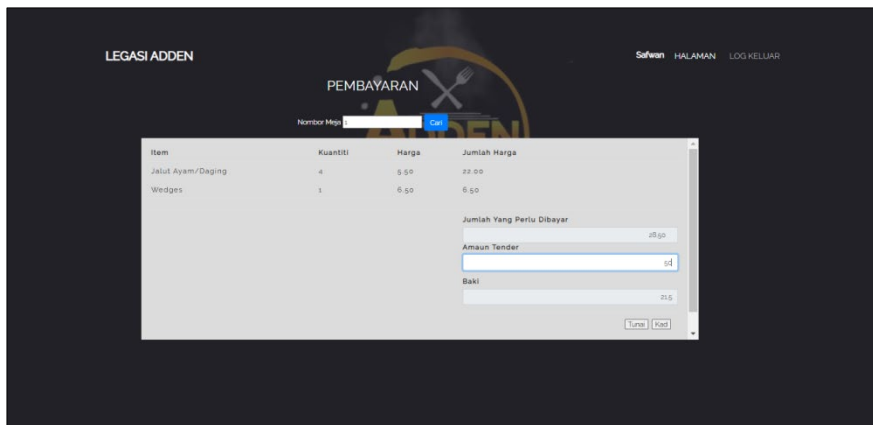 LEGASI ADDEN
Safwan HALAMAN LOG KELUAR
PEMBAYARAN
Nombor Meja 1 Cari
ADDEN
Item Kuantiti Harga Jumlah Harga
Jalut Ayam/Daging 4 5.50 22.00
Wedges 1 6.50 6.50
Jumlah Yang Perlu Dibayar
28.50
Amaun Tender
50
Baki
21.5
Tunai Kad